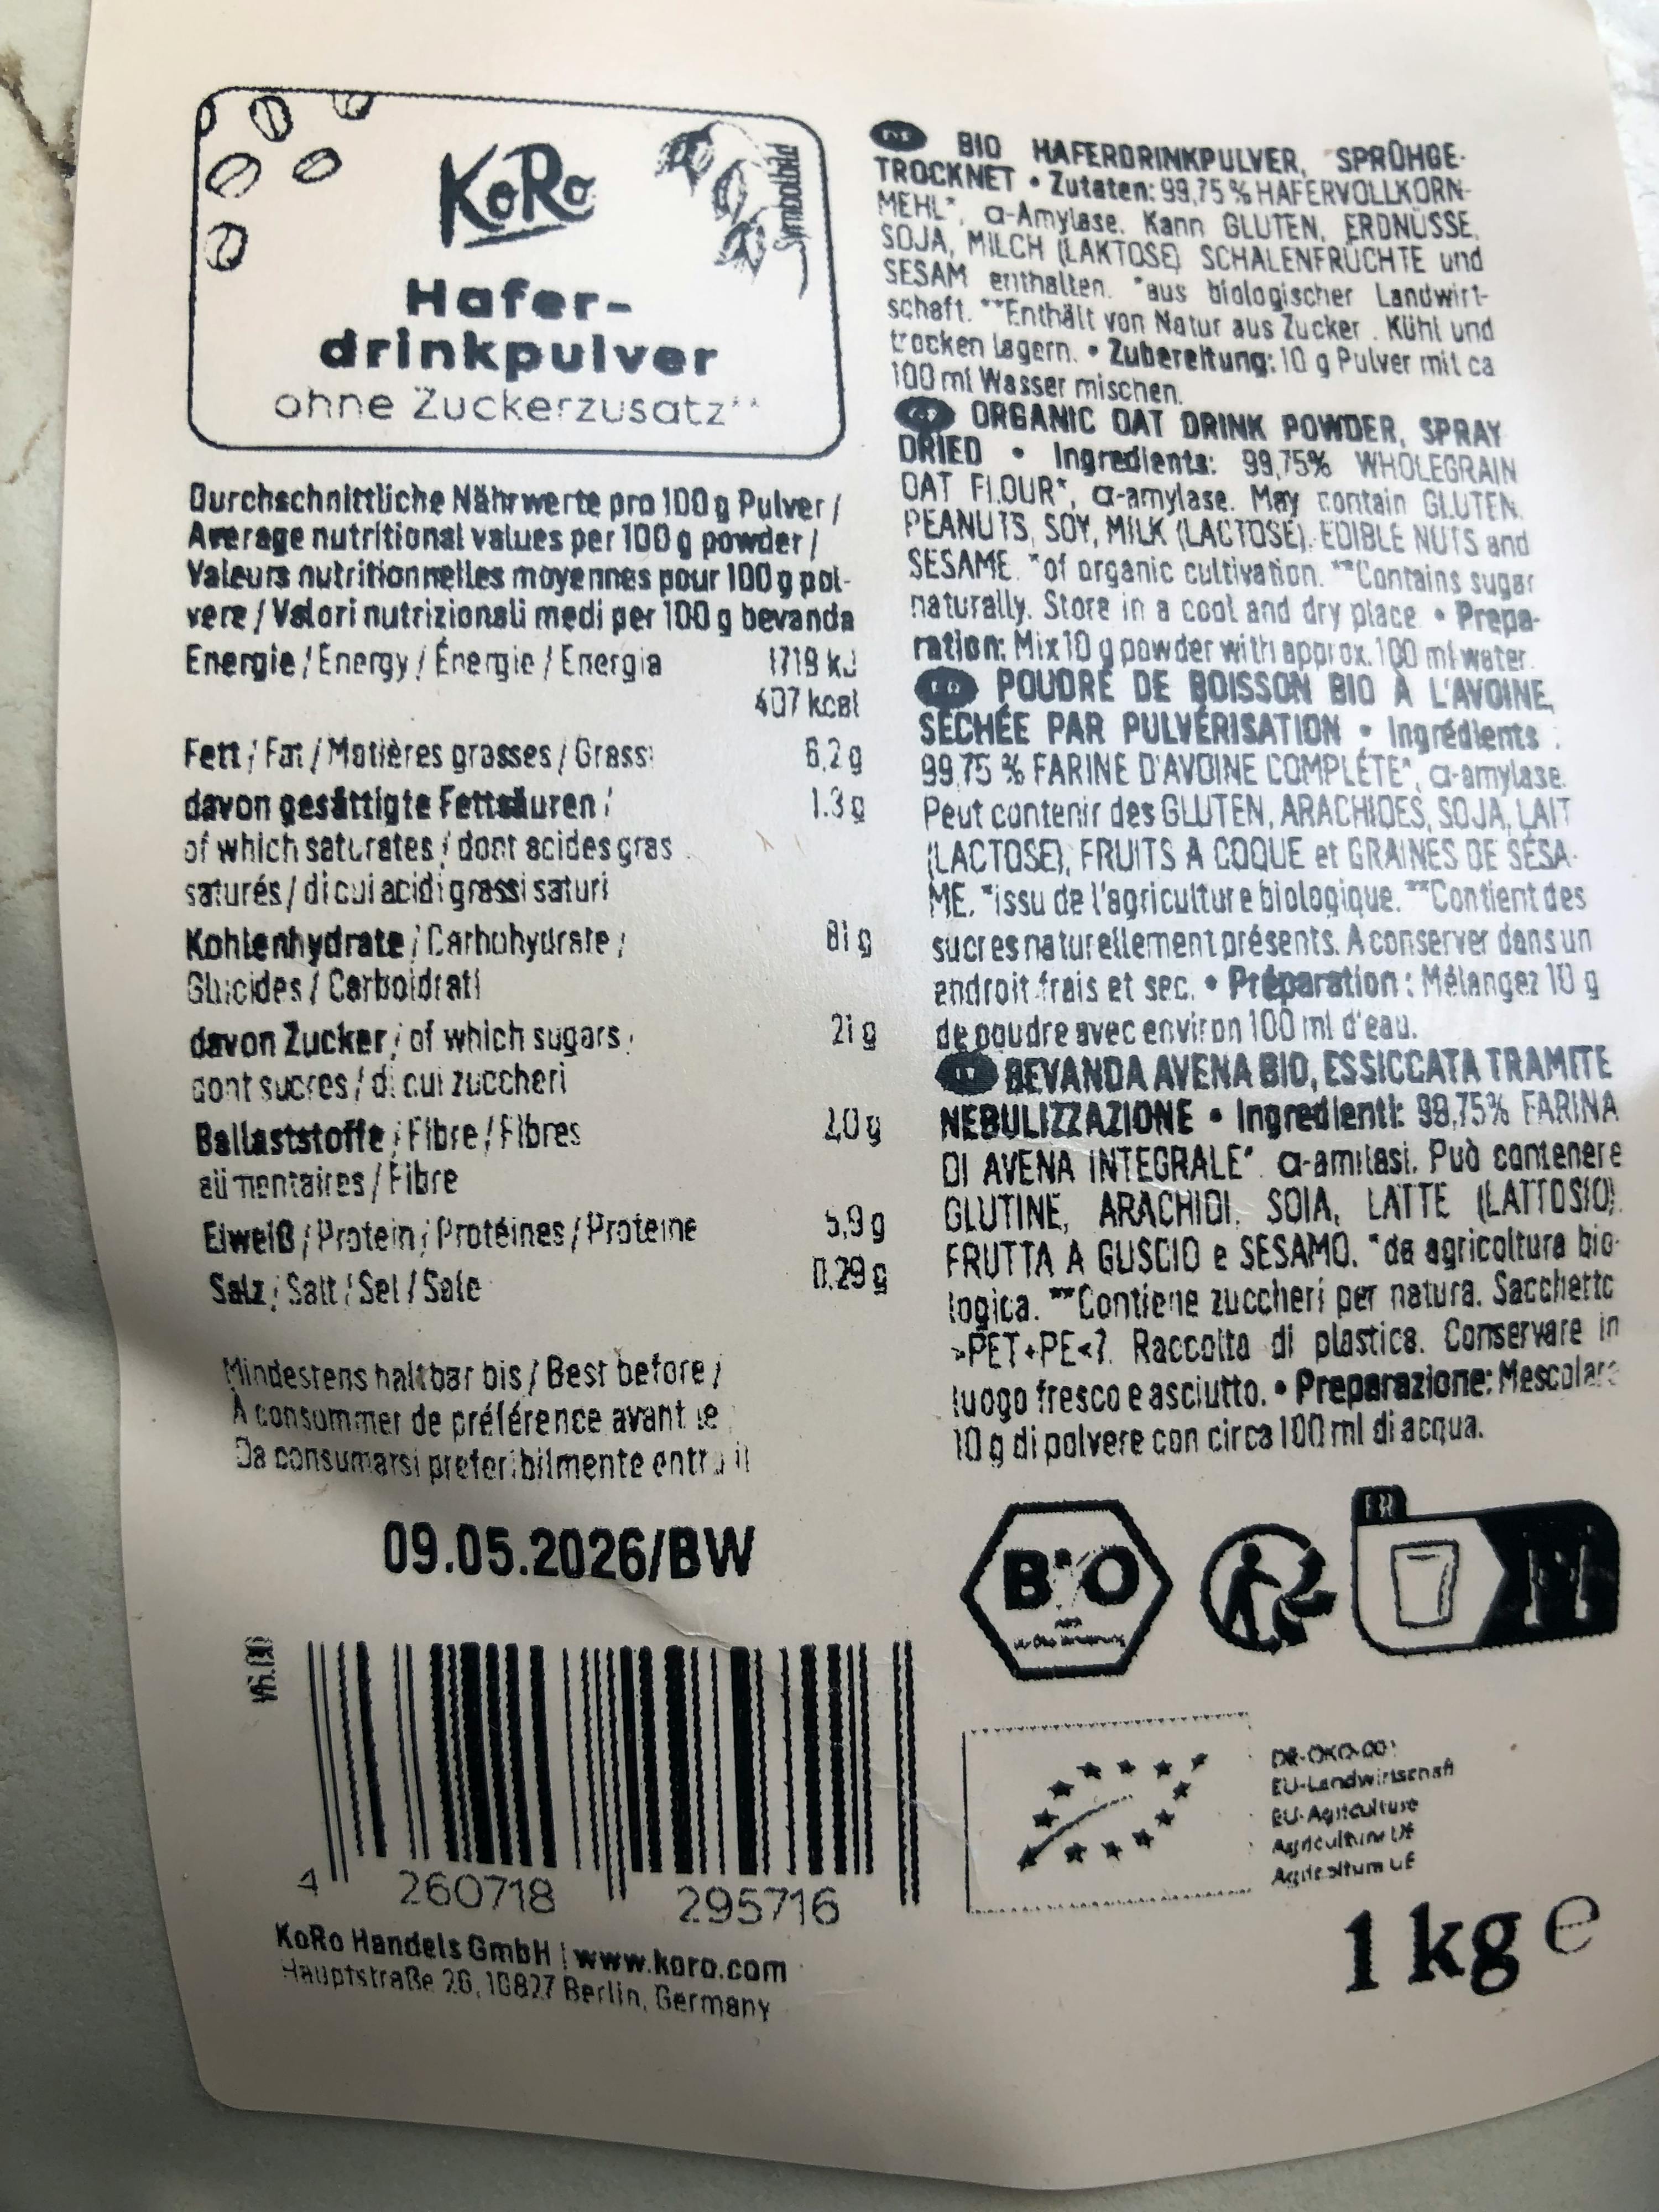 KoRo
Symbolbild
Hafer-
drinkpulver
ohne Zuckerzusatz**
Durchschnittliche Nährwerte pro 100 g Pulver /
Average nutritional values per 100 g powder /
Valeurs nutritionnelles moyennes pour 100 g pol-
vere / Valori nutrizionali medi per 100 g bevanda
Energie / Energy / Énergie / Energia 1719 kJ
407 kcal
Fett / Fat / Matières grasses / Grassi 6,2 g
davon gesättigte Fettsäuren / 1.3 g
of which saturates / dont acides gras
saturés / di cui acidi grassi saturi
Kohlenhydrate / Carbohydrate / 81 g
Glucides / Carboidrati
davon Zucker / of which sugars / 21 g
dont sucres / di cui zuccheri
Ballaststoffe / Fibre / Fibres
alimentaires / Fibre
Eiweiß / Protein / Protéines / Proteine 5,9 g
Salz / Salt / Sel / Sale 0.29 g
Mindestens haltbar bis / Best before /
À consommer de préférence avant le
Da consumarsi preferibilmente entro il
09.05.2026/BW
4 260718 295716
KoRo Handels GmbH | www.koro.com
Hauptstraße 26, 10827 Berlin, Germany
DE BIO HAFERDRINKPULVER, SPRÜHGE-
TROCKNET • Zutaten: 99,75 % HAFERVOLLKORN-
MEHL*, α-Amylase. Kann GLUTEN, ERDNÜSSE,
SOJA, MILCH (LAKTOSE) SCHALENFRÜCHTE und
SESAM enthalten. *aus biologischer Landwirt-
schaft. **Enthält von Natur aus Zucker . Kühl und
trocken lagern. • Zubereitung: 10 g Pulver mit ca
100 ml Wasser mischen.
ORGANIC OAT DRINK POWDER, SPRAY
DRIED • Ingredients: 99,75% WHOLEGRAIN
OAT FLOUR*, α-amylase. May contain GLUTEN,
PEANUTS, SOY, MILK (LACTOSE), EDIBLE NUTS and
SESAME. *of organic cultivation. **Contains sugar
naturally. Store in a cool and dry place • Prepa-
ration: Mix 10 g powder with approx. 100 ml water.
POUDRE DE BOISSON BIO À L'AVOINE,
SÉCHÉE PAR PULVÉRISATION • Ingrédients :
99,75 % FARINE D'AVOINE COMPLÈTE*, α-amylase.
Peut contenir des GLUTEN, ARACHIDES, SOJA, LAIT
(LACTOSE), FRUITS A COQUE et GRAINES DE SÉSA-
ME. *issu de l'agriculture biologique. **Contient des
sucres naturellement présents. A conserver dans un
endroit frais et sec. • Préparation : Mélangez 10 g
de poudre avec environ 100 ml d'eau.
IT BEVANDA AVENA BIO, ESSICCATA TRAMITE
NEBULIZZAZIONE • Ingredienti: 99,75% FARINA
DI AVENA INTEGRALE*, α-amilasi. Può contenere
GLUTINE, ARACHIDI, SOIA, LATTE (LATTOSIO),
FRUTTA A GUSCIO e SESAMO. *da agricoltura bio-
logica. **Contiene zuccheri per natura. Sacchetto
>PET+PE<7. Raccolta di plastica. Conservare in
luogo fresco e asciutto. • Preparazione: Mescolare
10 g di polvere con circa 100 ml di acqua.
BIO
FR
DE-ÖKO-001
EU-Landwirtschaft
EU-Agriculture
Agriculture UE
Agricoltura UE
1 kg e